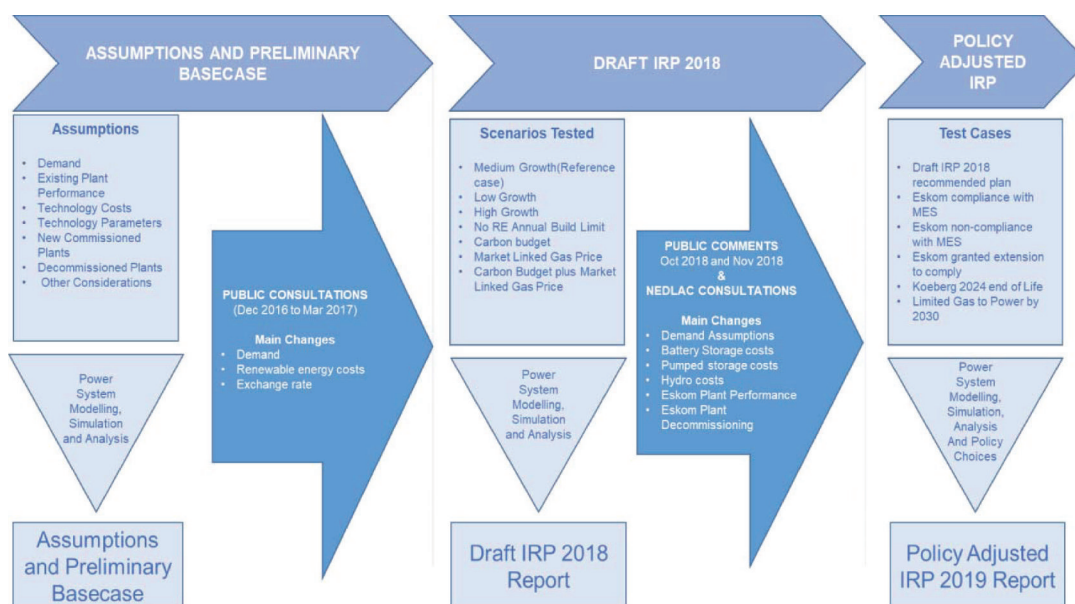 ASSUMPTIONS AND PRELIMINARY
BASECASE
Assumptions
• Demand
• Existing Plant
Performance
• Technology Costs
• Technology Parameters
• New Commissioned
Plants
• Decommissioned Plants
• Other Considerations
Power
System
Modelling,
Simulation
and Analysis
Assumptions
and Preliminary
Basecase
PUBLIC CONSULTATIONS
(Dec 2016 to Mar 2017)
Main Changes
• Demand
• Renewable energy costs
• Exchange rate
DRAFT IRP 2018
Scenarios Tested
• Medium Growth(Reference
case)
• Low Growth
• High Growth
• No RE Annual Build Limit
• Carbon budget
• Market Linked Gas Price
• Carbon Budget plus Market
Linked Gas Price
Power
System
Modelling,
Simulation
and Analysis
Draft IRP 2018
Report
PUBLIC COMMENTS
Oct 2018 and Nov 2018
&
NEDLAC CONSULTATIONS
Main Changes
• Demand Assumptions
• Battery Storage costs
• Pumped storage costs
• Hydro costs
• Eskom Plant Performance
• Eskom Plant
Decommissioning
POLICY
ADJUSTED
IRP
Test Cases
• Draft IRP 2018
recommended plan
• Eskom compliance with
MES
• Eskom non-compliance
with MES
• Eskom granted extension
to comply
• Koeberg 2024 end of Life
• Limited Gas to Power by
2030
Power
System
Modelling,
Simulation,
Analysis
And Policy
Choices
Policy Adjusted
IRP 2019 Report